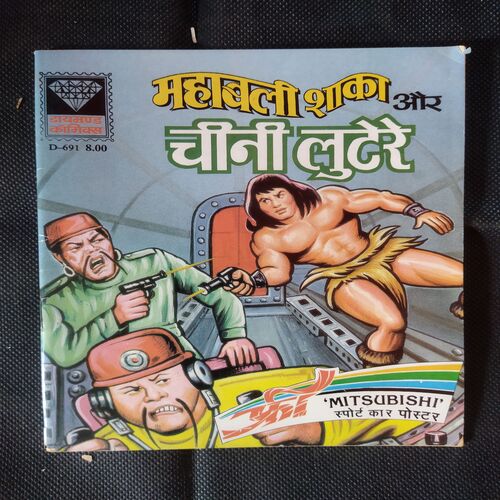 डायमण्ड
कॉमिक्स
D-691 8.00
महाबली शाका और
चीनी लुटेरे
फ्री
'MITSUBISHI'
स्पोर्ट कार पोस्टर